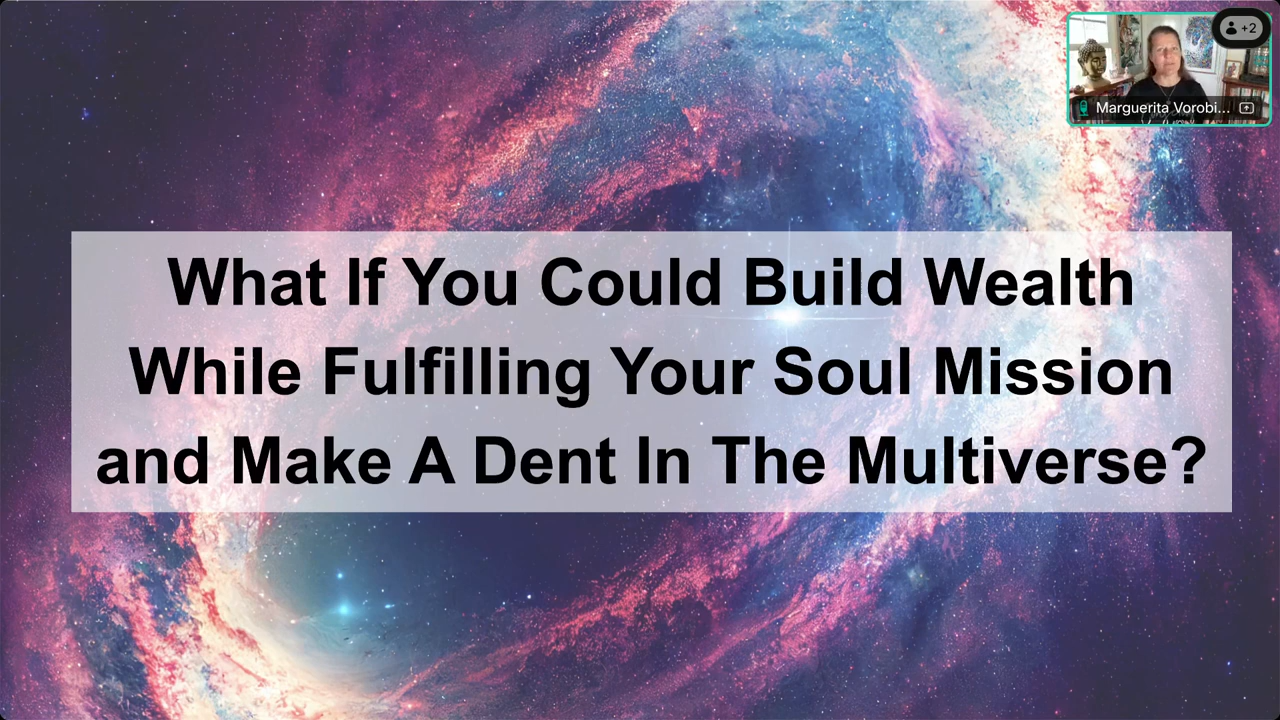 +2
Marguerita Vorobi...
What If You Could Build Wealth
While Fulfilling Your Soul Mission
and Make A Dent In The Multiverse?